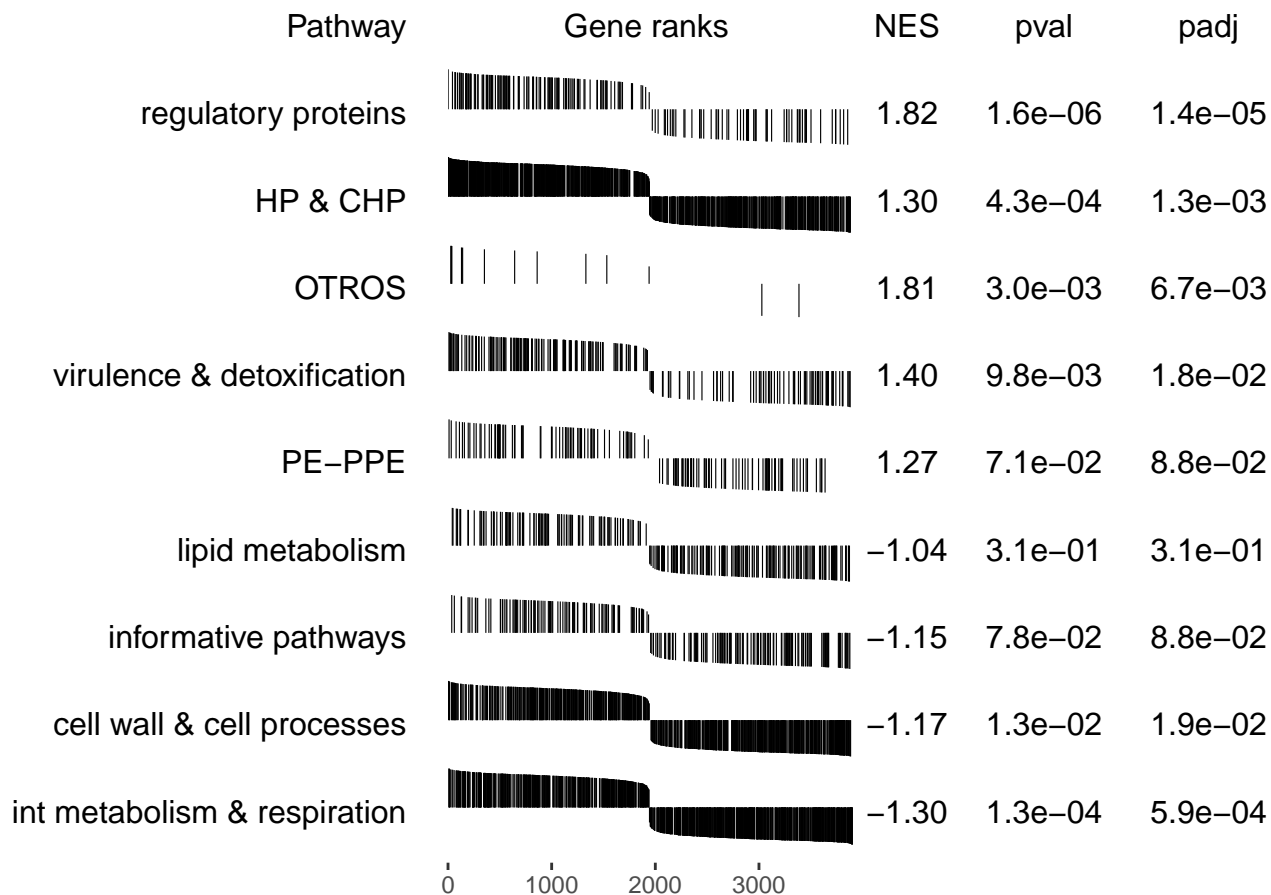 Pathway Gene ranks NES pval padj
regulatory proteins 1.82 1.6e−06 1.4e−05
HP & CHP 1.30 4.3e−04 1.3e−03
OTROS 1.81 3.0e−03 6.7e−03
virulence & detoxification 1.40 9.8e−03 1.8e−02
PE−PPE 1.27 7.1e−02 8.8e−02
lipid metabolism −1.04 3.1e−01 3.1e−01
informative pathways −1.15 7.8e−02 8.8e−02
cell wall & cell processes −1.17 1.3e−02 1.9e−02
int metabolism & respiration −1.30 1.3e−04 5.9e−04
0 1000 2000 3000